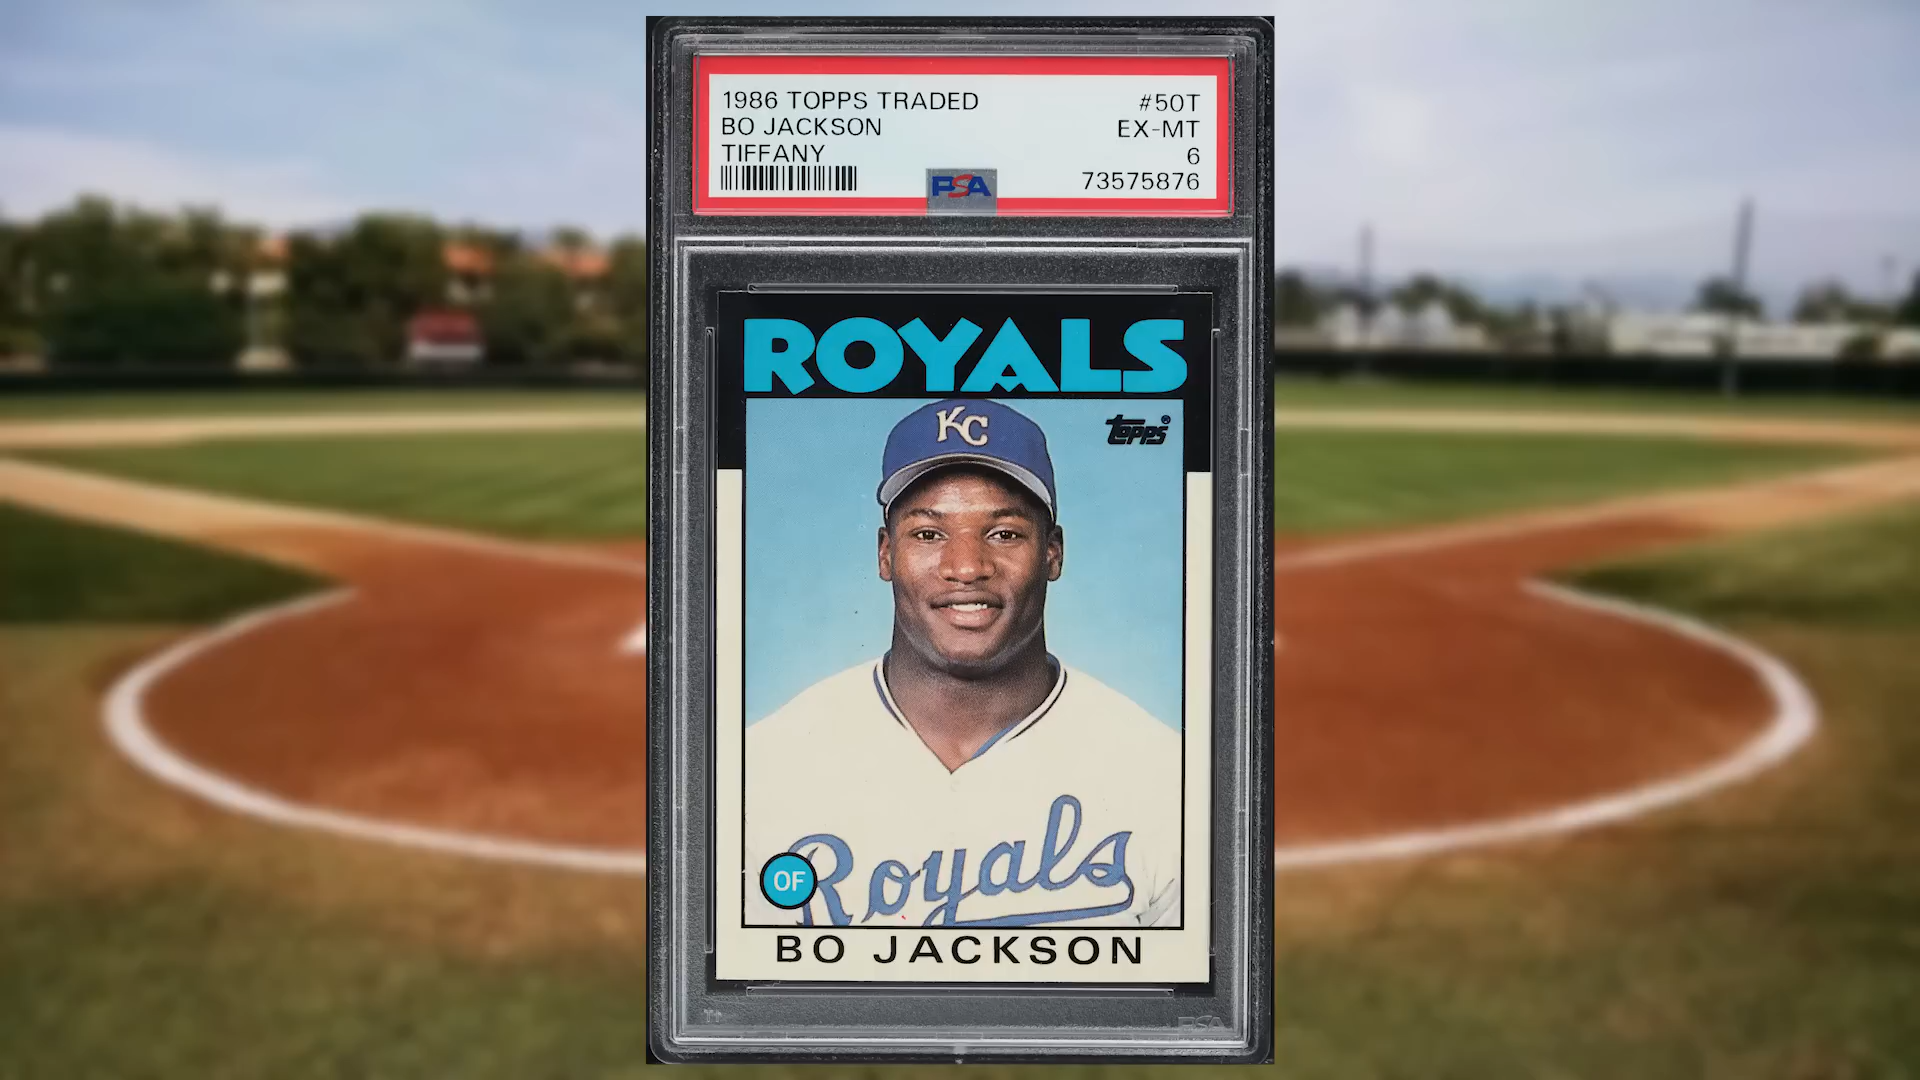 1986 TOPPS TRADED #50T
BO JACKSON EX-MT
TIFFANY 6
73575876
PSA
ROYALS
KC
topps®
Royals
OF
BO JACKSON
PSA